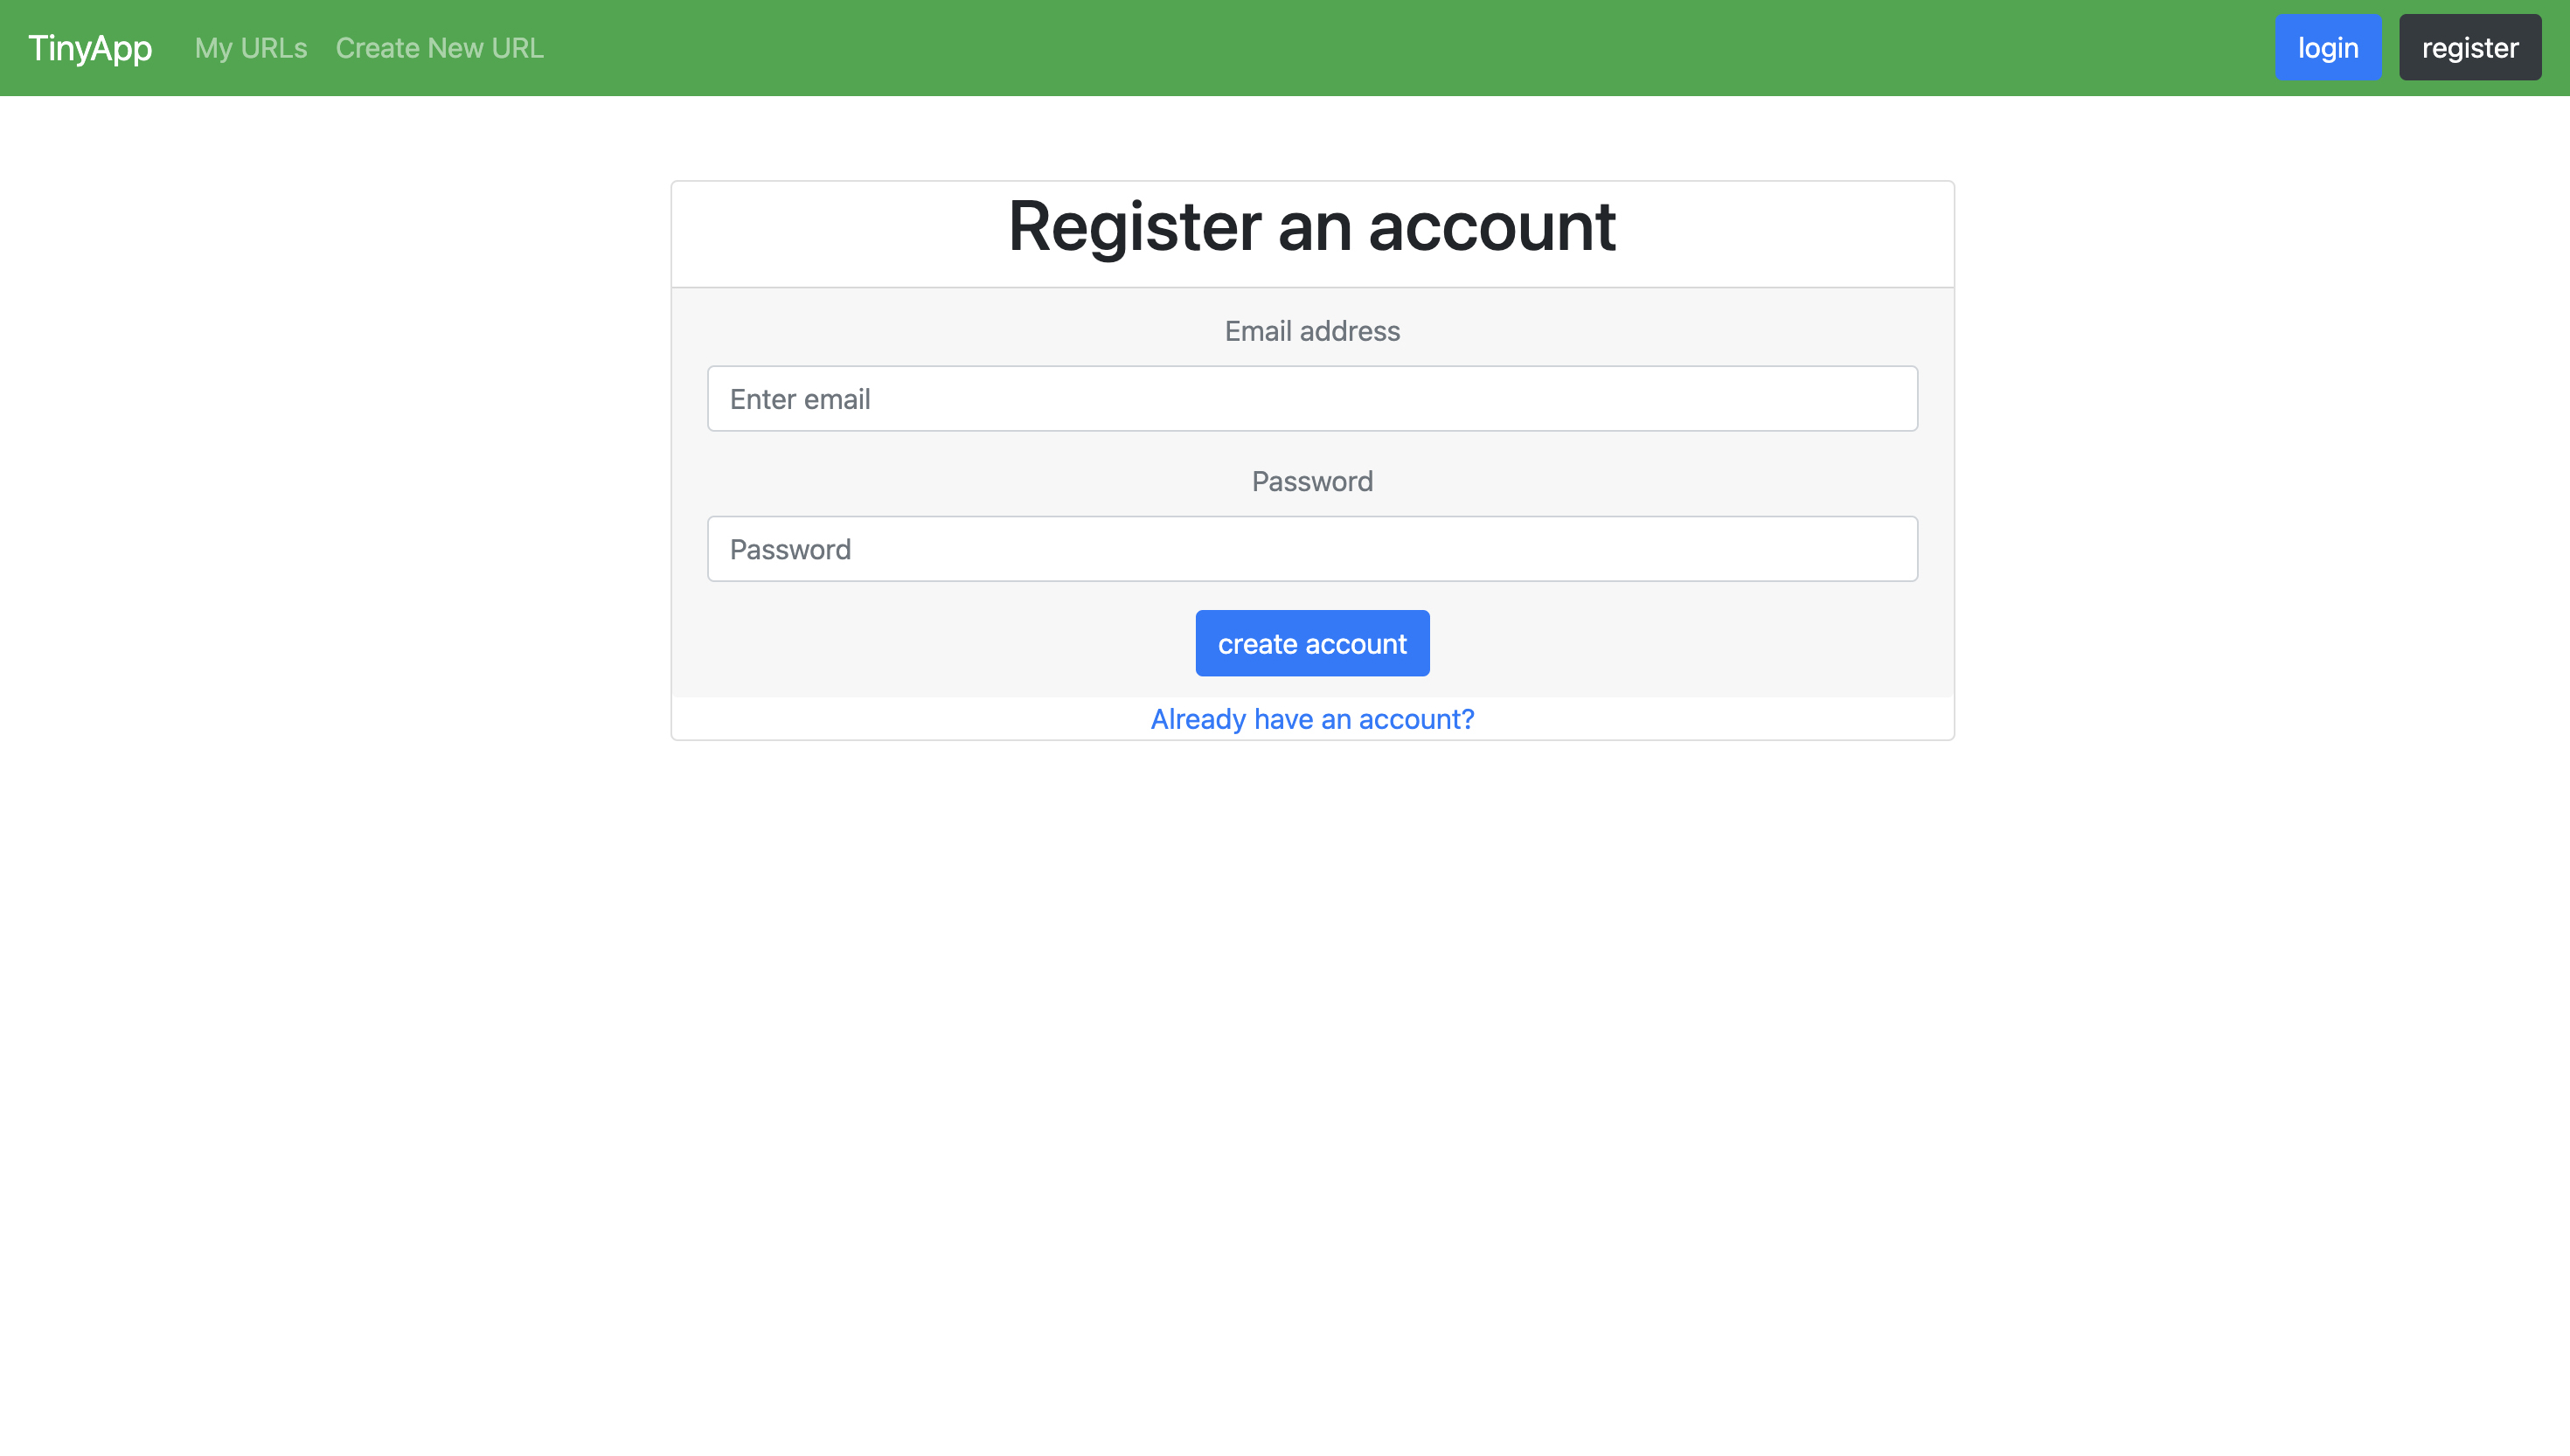 TinyApp My URLs Create New URL login register
Register an account
Email address
Enter email
Password
Password
create account
Already have an account?